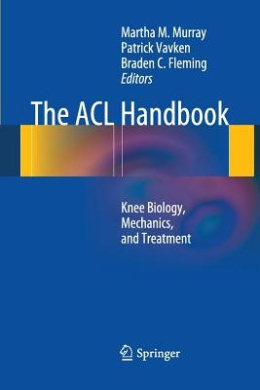 Martha M. Murray
Patrick Vavken
Braden C. Fleming
Editors
The ACL Handbook
Knee Biology,
Mechanics,
and Treatment
Springer